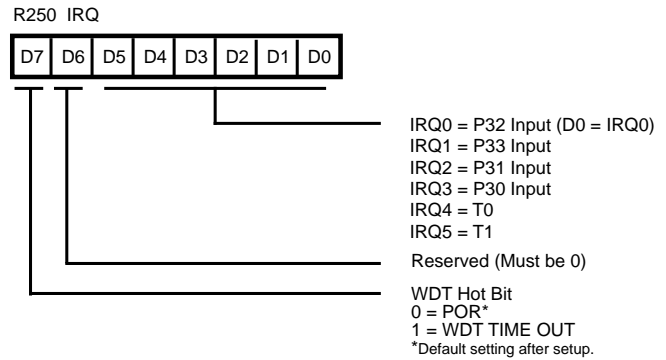 R250 IRQ
D7 D6 D5 D4 D3 D2 D1 D0
IRQ0 = P32 Input (D0 = IRQ0)
IRQ1 = P33 Input
IRQ2 = P31 Input
IRQ3 = P30 Input
IRQ4 = T0
IRQ5 = T1
Reserved (Must be 0)
WDT Hot Bit
0 = POR*
1 = WDT TIME OUT
*Default setting after setup.